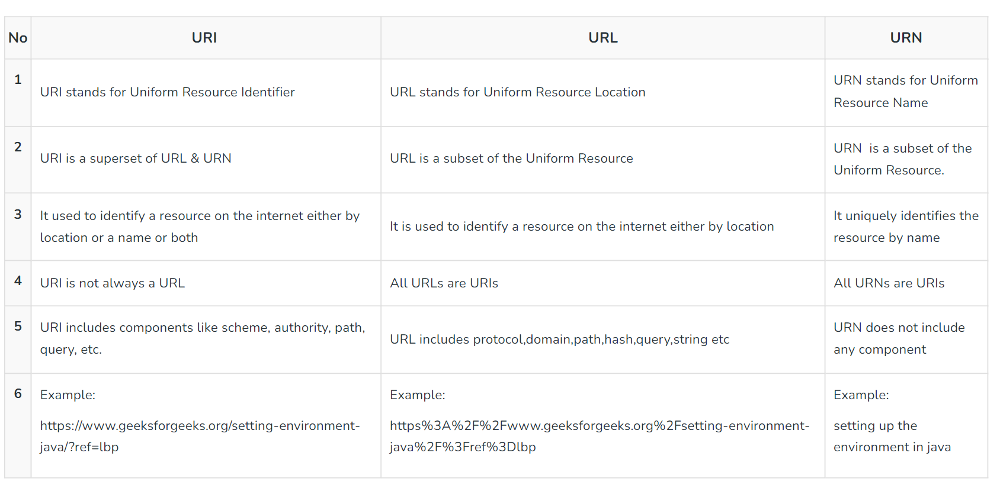 No URI URL URN
1
URI stands for Uniform Resource Identifier
URL stands for Uniform Resource Location
URN stands for Uniform
Resource Name
2
URI is a superset of URL & URN
URL is a subset of the Uniform Resource
URN  is a subset of the
Uniform Resource.
3
It used to identify a resource on the internet either by
location or a name or both
It is used to identify a resource on the internet either by location
It uniquely identifies the
resource by name
4
URI is not always a URL
All URLs are URIs
All URNs are URIs
5
URI includes components like scheme, authority, path,
query, etc.
URL includes protocol,domain,path,hash,query,string etc
URN does not include
any component
6
Example:
https://www.geeksforgeeks.org/setting-environment-
java/?ref=lbp
Example:
https%3A%2F%2Fwww.geeksforgeeks.org%2Fsetting-environment-
java%2F%3Fref%3Dlbp
Example:
setting up the
environment in java